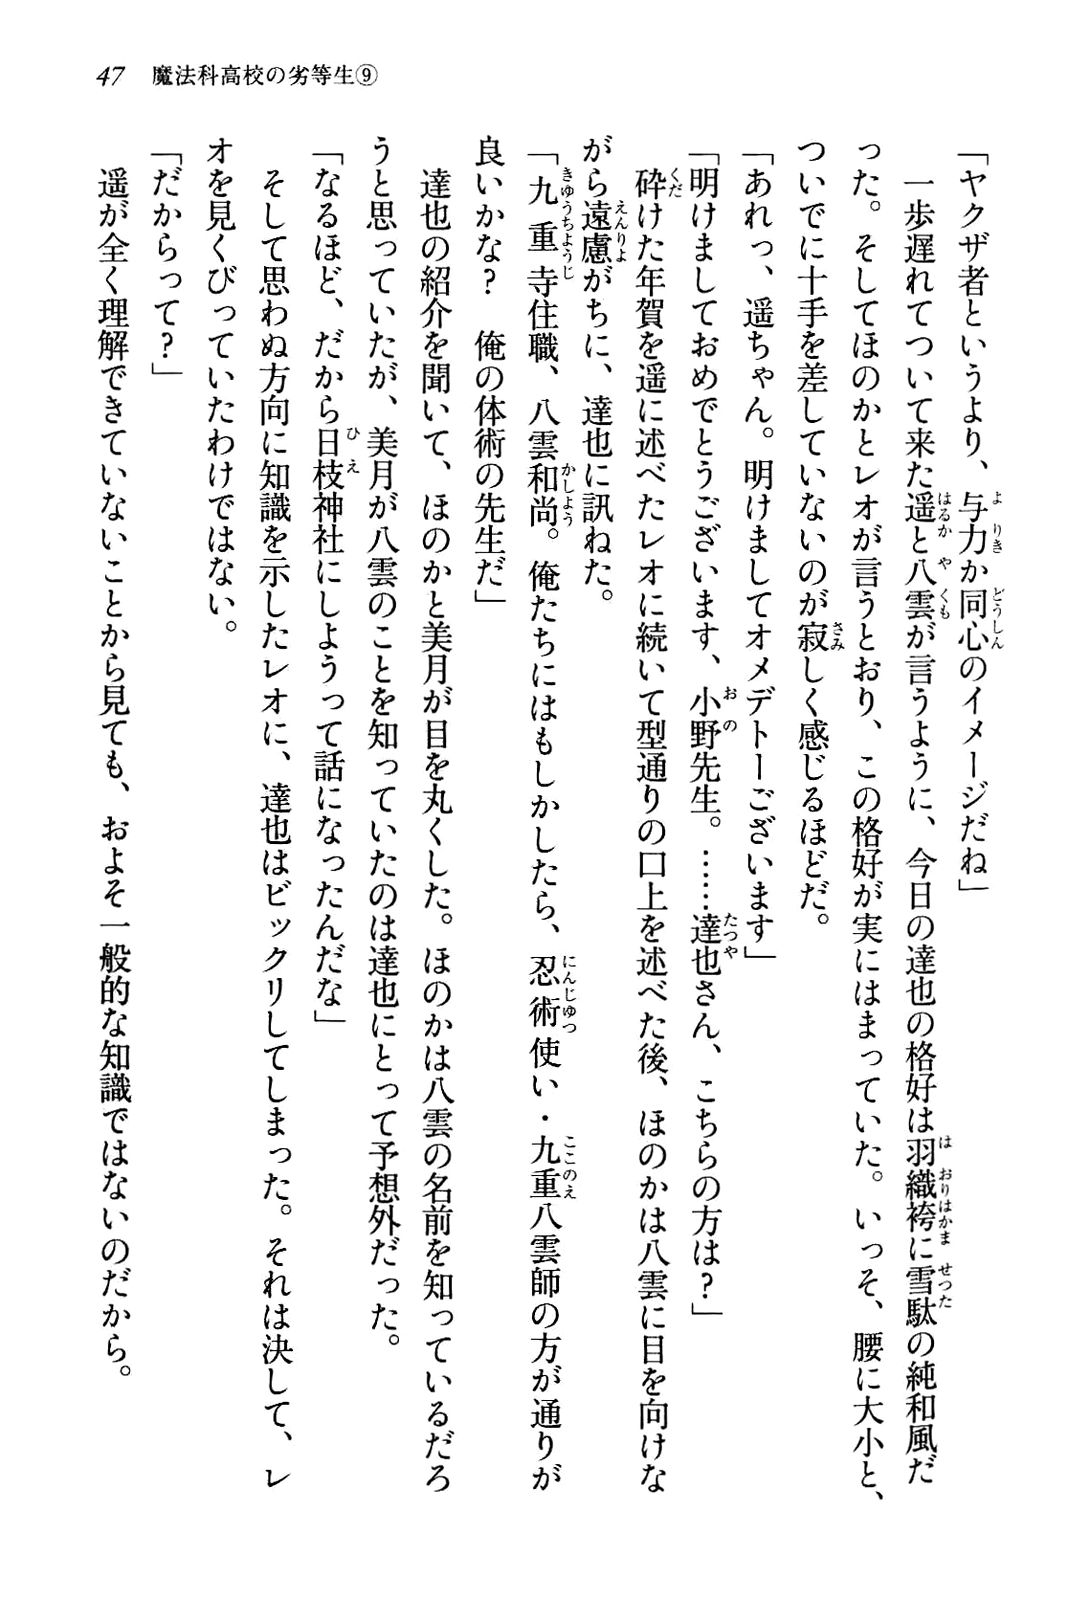 47　魔法科高校の劣等生⑨
「ヤクザ者というより、与力か同心のイメージだね」
　一歩遅れてついて来た遥と八雲が言うように、今日の達也の格好は羽織袴に雪駄の純和風だ
った。そしてほのかとレオが言うとおり、この格好が実にはまっていた。いっそ、腰に大小と、
ついでに十手を差していないのが寂しく感じるほどだ。
「あれっ、遥ちゃん。明けましてオメデトーございます」
「明けましておめでとうございます、小野先生。……達也さん、こちらの方は？」
　砕けた年賀を遥に述べたレオに続いて型通りの口上を述べた後、ほのかは八雲に目を向けな
がら遠慮がちに、達也に訊ねた。
「九重寺住職、八雲和尚。俺たちにはもしかしたら、忍術使い・九重八雲師の方が通りが
良いかな？　俺の体術の先生だ」
　達也の紹介を聞いて、ほのかと美月が目を丸くした。ほのかは八雲の名前を知っているだろ
うと思っていたが、美月が八雲のことを知っていたのは達也にとって予想外だった。
「なるほど、だから日枝神社にしようって話になったんだな」
　そして思わぬ方向に知識を示したレオに、達也はビックリしてしまった。それは決して、レ
オを見くびっていたわけではない。
「だからって？」
　遥が全く理解できていないことから見ても、およそ一般的な知識ではないのだから。